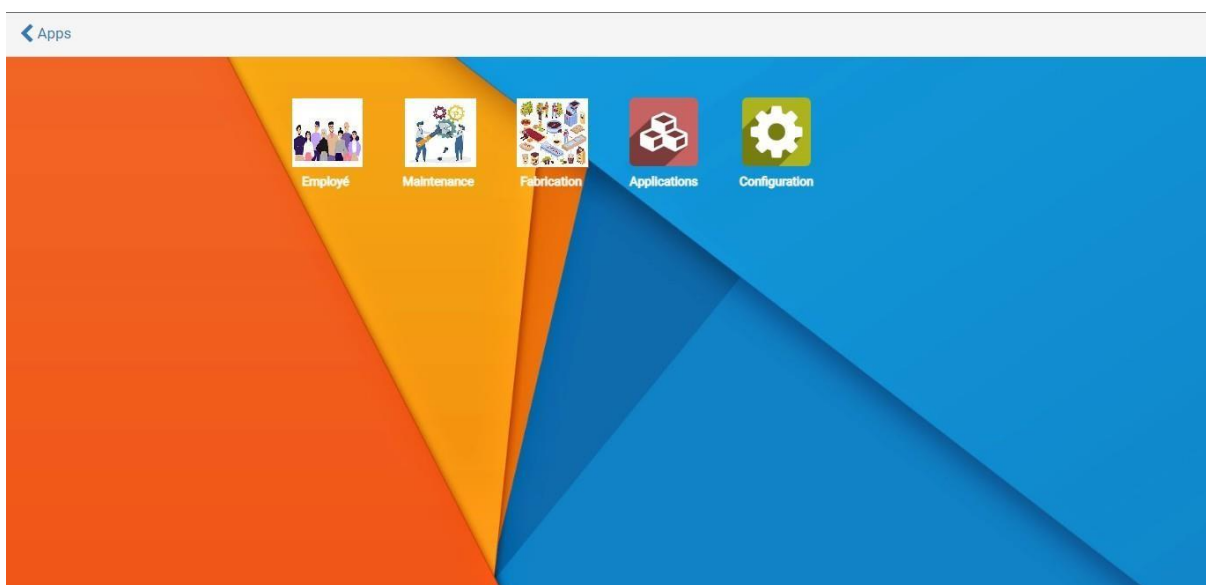 Apps
Employé
Maintenance
Fabrication
Applications
Configuration